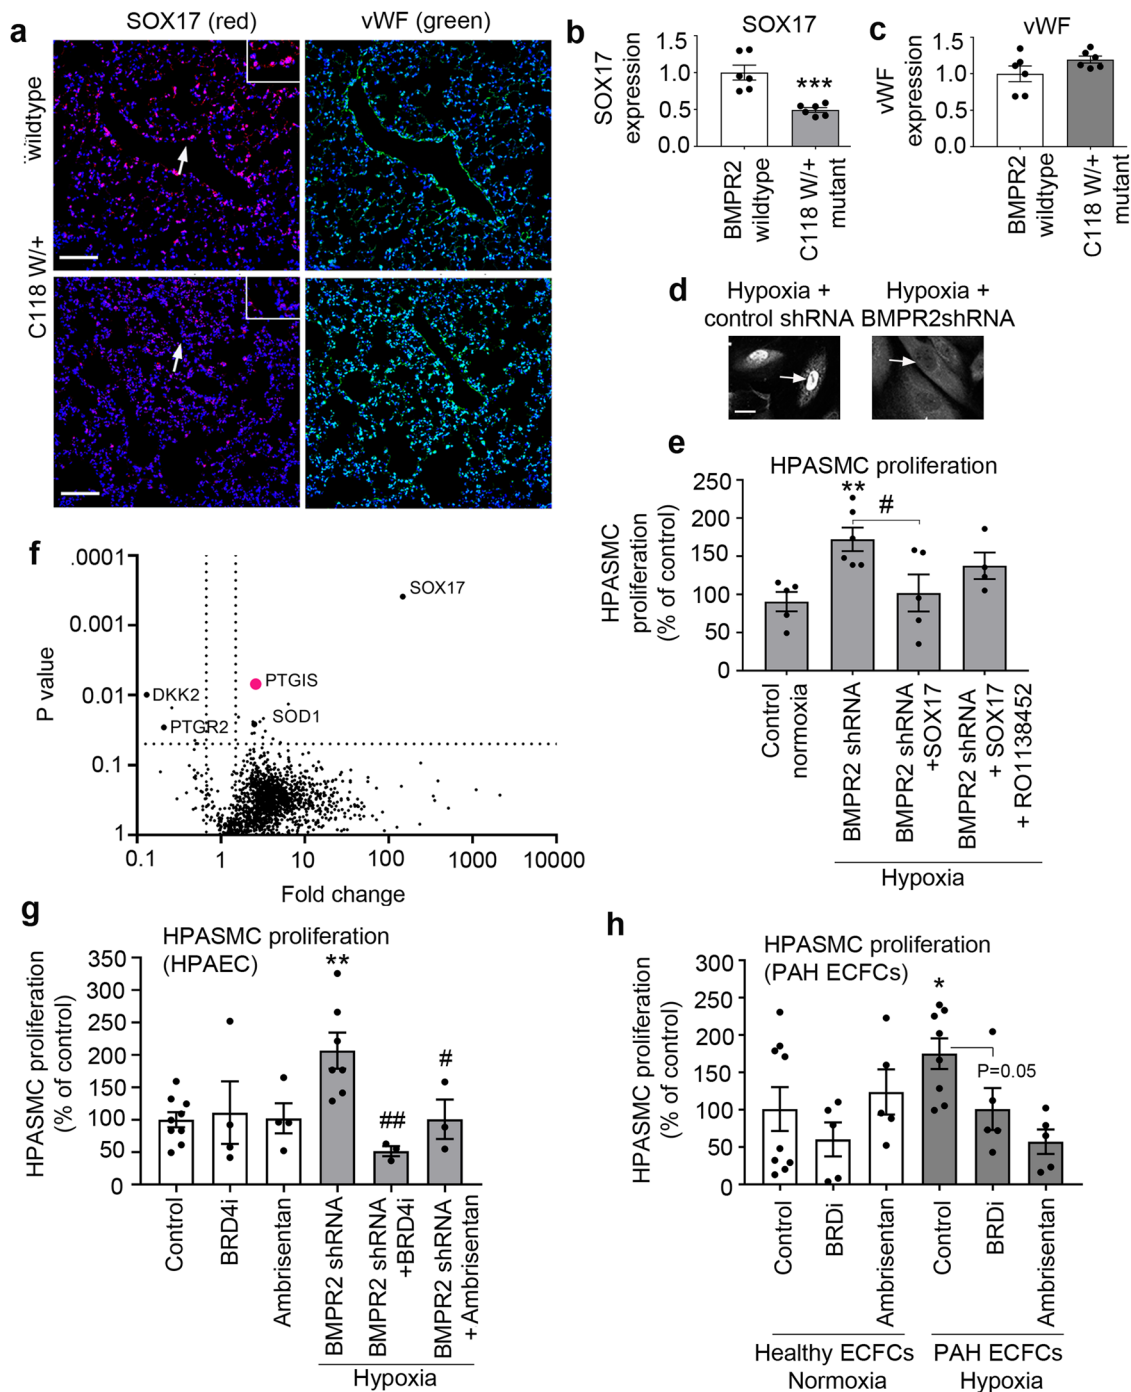 a
SOX17 (red)
vWF (green)
wildtype
C118 W/+
b
SOX17
SOX17
expression
1.5
1.0
0.5
0.0
***
BMPR2
wildtype
C118 W/+
mutant
c
vWF
vWF
expression
1.5
1.0
0.5
0.0
BMPR2
wildtype
C118 W/+
mutant
d
Hypoxia +
control shRNA
Hypoxia +
BMPR2shRNA
e
HPASMC proliferation
HPASMC
proliferation
(% of control)
250
200
150
100
50
0
**
#
Control
normoxia
BMPR2 shRNA
BMPR2 shRNA
+SOX17
BMPR2 shRNA
+ SOX17
+ RO1138452
Hypoxia
f
P value
.0001
0.001
0.01
0.1
1
SOX17
PTGIS
DKK2
PTGR2
SOD1
0.1
1
10
100
1000
10000
Fold change
g
HPASMC proliferation
(HPAEC)
HPASMC proliferation
(% of control)
350
300
250
200
150
100
50
0
**
##
#
Control
BRD4i
Ambrisentan
BMPR2 shRNA
BMPR2 shRNA
+BRD4i
BMPR2 shRNA
+ Ambrisentan
Hypoxia
h
HPASMC proliferation
(PAH ECFCs)
HPASMC proliferation
(% of control)
300
250
200
150
100
50
0
*
P=0.05
Control
BRDi
Ambrisentan
Control
BRDi
Ambrisentan
Healthy ECFCs
Normoxia
PAH ECFCs
Hypoxia